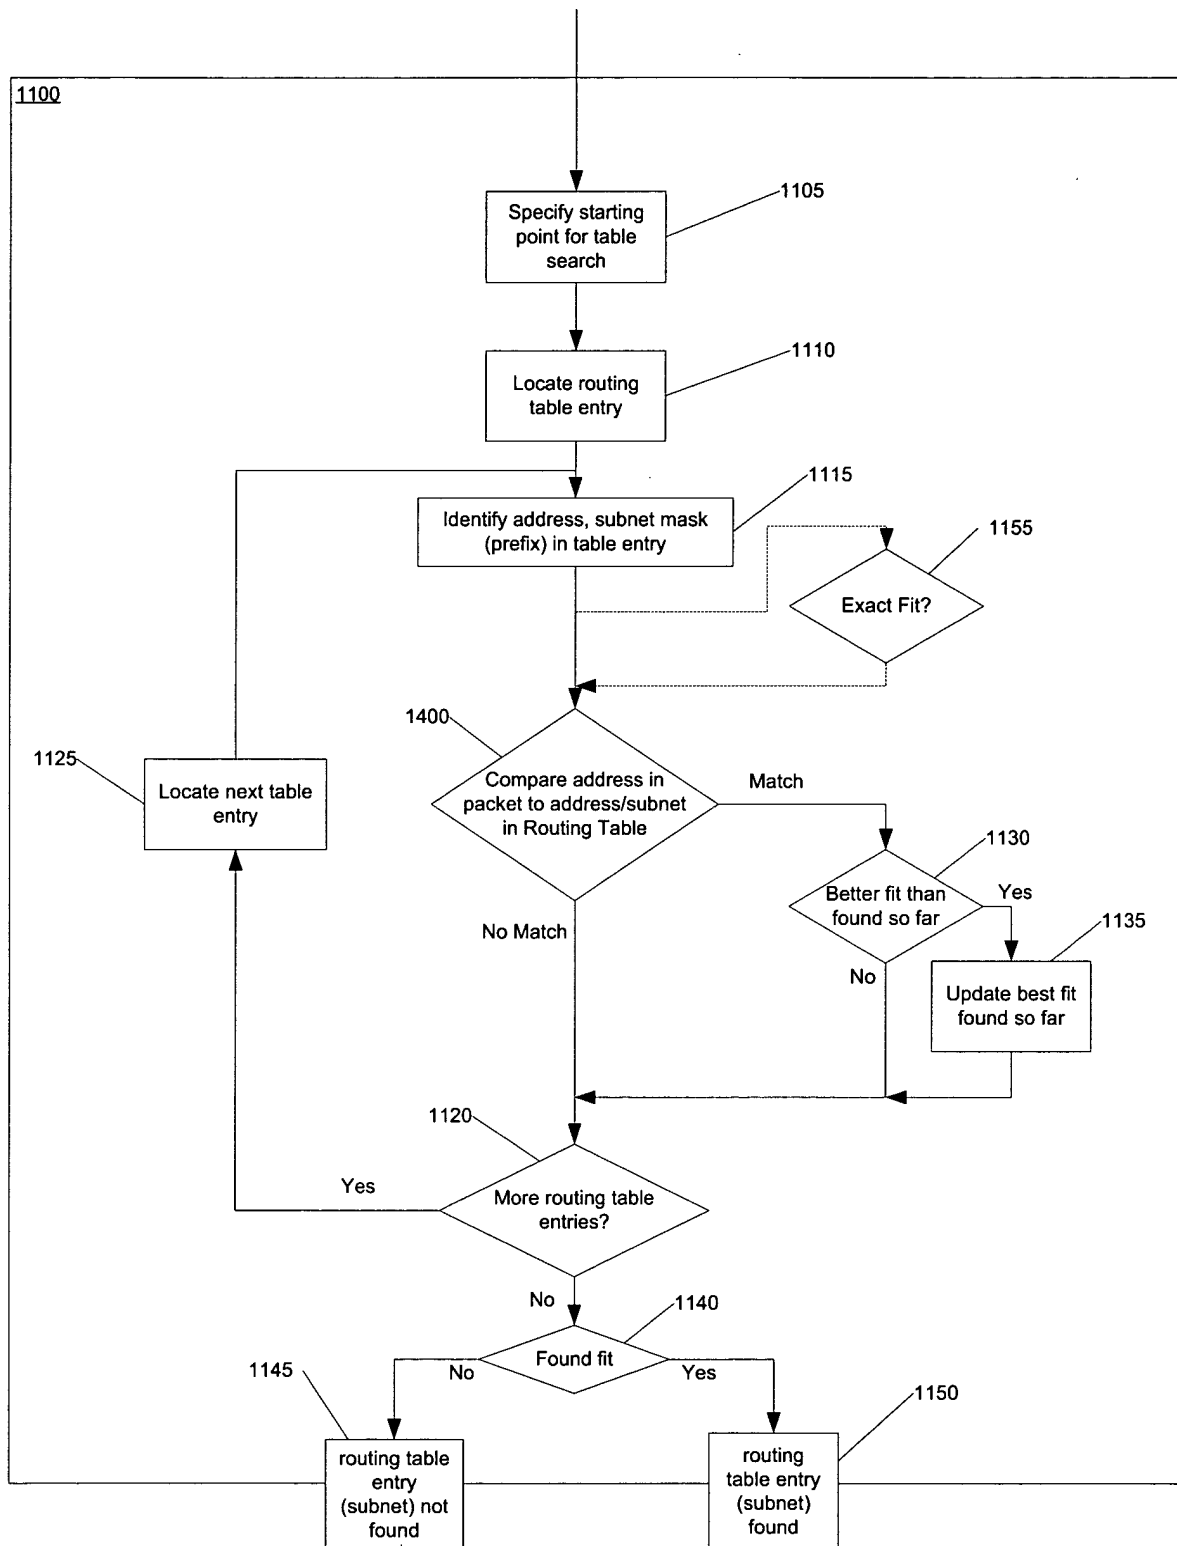 1100
1105
Specify starting
point for table
search
1110
Locate routing
table entry
1115
Identify address, subnet mask
(prefix) in table entry
1155
Exact Fit?
1400
Compare address in
packet to address/subnet
in Routing Table
Match
1125
Locate next table
entry
1130
Better fit than
found so far
Yes
No Match
1135
No
Update best fit
found so far
1120
Yes
More routing table
entries?
No
1140
Found fit
No
Yes
1145
1150
routing table
entry
(subnet) not
found
routing
table entry
(subnet)
found